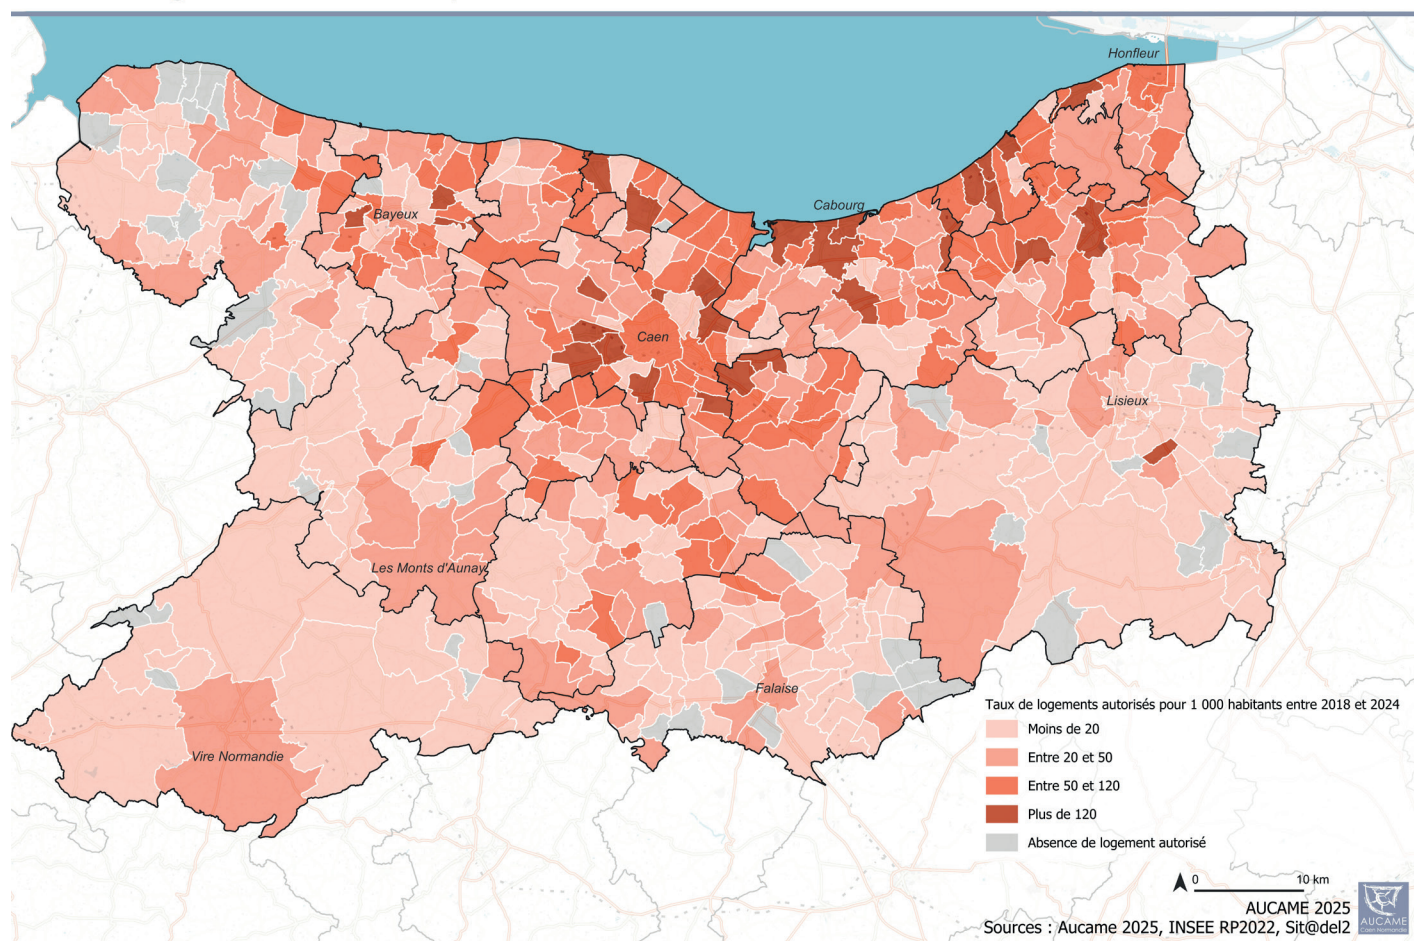 Honfleur
Cabourg
Bayeux
Caen
Lisieux
Les Monts d'Aunay
Falaise
Vire Normandie
Taux de logements autorisés pour 1 000 habitants entre 2018 et 2024
Moins de 20
Entre 20 et 50
Entre 50 et 120
Plus de 120
Absence de logement autorisé
0 10 km
AUCAME 2025
Sources : Aucame 2025, INSEE RP2022, Sit@del2
AUCAME
Caen Normandie